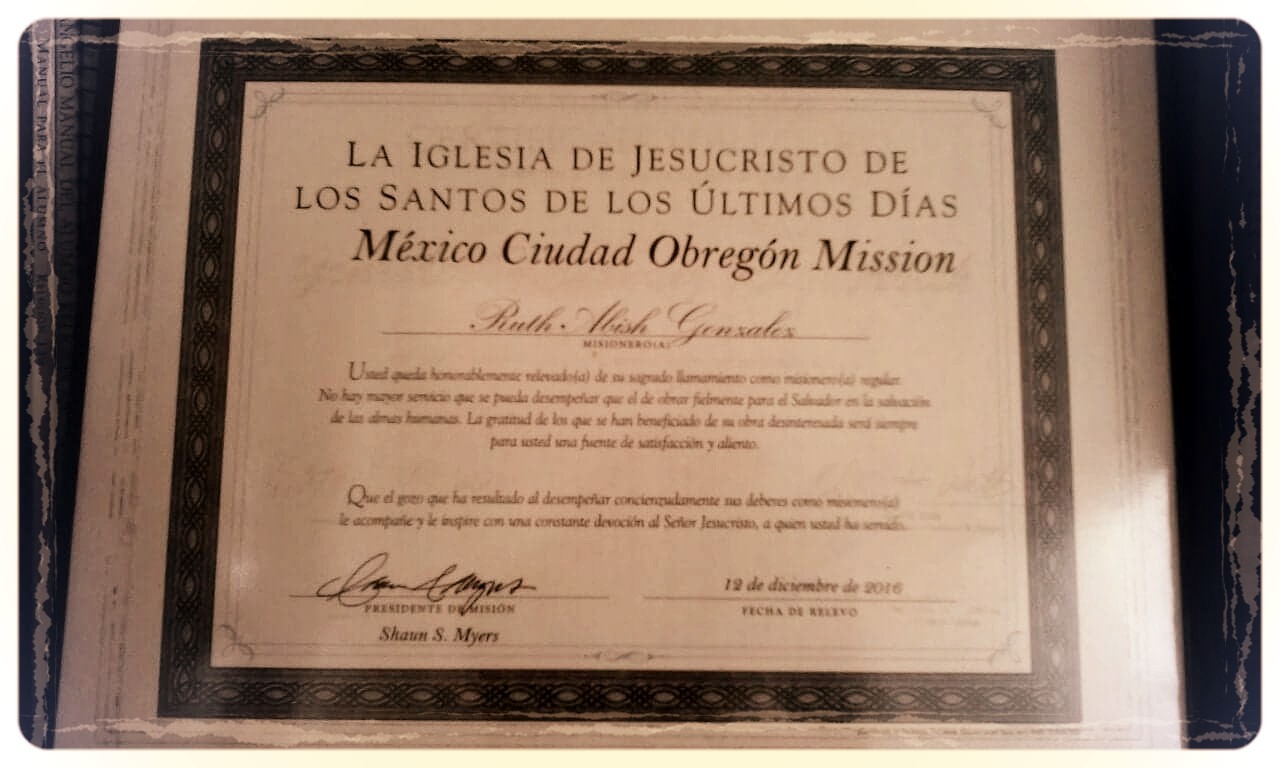 LA IGLESIA DE JESUCRISTO DE
LOS SANTOS DE LOS ÚLTIMOS DÍAS
México Ciudad Obregón Mission
Ruth Abish Gonzalez
MISIONERO(A)
Usted queda honorablemente relevado(a) de su sagrado llamamiento como misionero(a) regular.
No hay mayor servicio que se pueda desempeñar que el de obrar fielmente para el Salvador en la salvación
de las almas humanas. La gratitud de los que se han beneficiado de su obra desinteresada será siempre
para usted una fuente de satisfacción y aliento.
Que el gozo que ha resultado al desempeñar concienzudamente sus deberes como misionero(a)
le acompañe y le inspire con una constante devoción al Señor Jesucristo, a quien usted ha servido.
12 de diciembre de 2016
PRESIDENTE DE MISIÓN
FECHA DE RELEVO
Shaun S. Myers
MANUAL PARA EL ALUMNO
MANUAL DEL